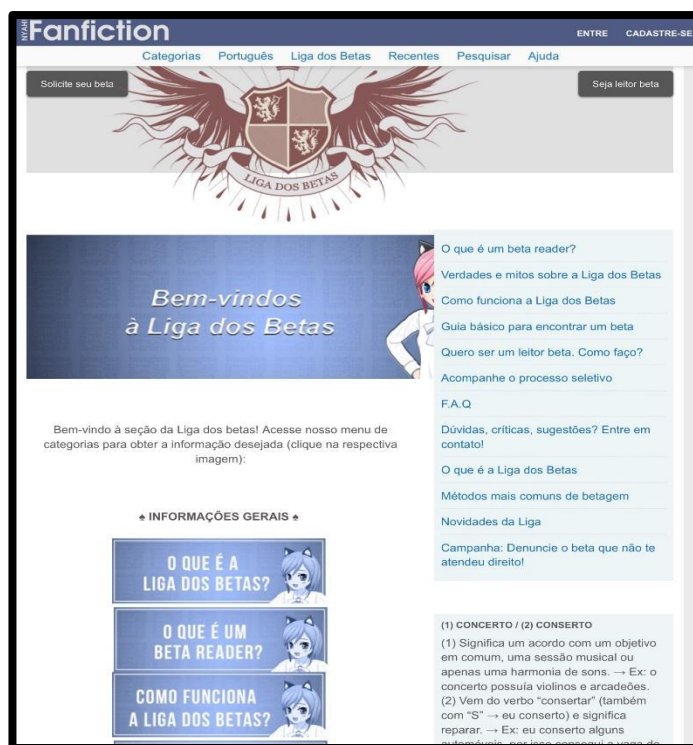 NYAH!
Fanfiction
ENTRE CADASTRE-SE
Categorias Português Liga dos Betas Recentes Pesquisar Ajuda
Solicite seu beta
Seja leitor beta
LIGA DOS BETAS
Bem-vindos
à Liga dos Betas
Bem-vindo à seção da Liga dos betas! Acesse nosso menu de
categorias para obter a informação desejada (clique na respectiva
imagem):
♠ INFORMAÇÕES GERAIS ♠
O QUE É A
LIGA DOS BETAS?
O QUE É UM
BETA READER?
COMO FUNCIONA
A LIGA DOS BETAS?
O que é um beta reader?
Verdades e mitos sobre a Liga dos Betas
Como funciona a Liga dos Betas
Guia básico para encontrar um beta
Quero ser um leitor beta. Como faço?
Acompanhe o processo seletivo
F.A.Q
Dúvidas, críticas, sugestões? Entre em
contato!
O que é a Liga dos Betas
Métodos mais comuns de betagem
Novidades da Liga
Campanha: Denuncie o beta que não te
atendeu direito!
(1) CONCERTO / (2) CONSERTO
(1) Significa um acordo com um objetivo
em comum, uma sessão musical ou
apenas uma harmonia de sons. → Ex: o
concerto possuía violinos e arcadeões.
(2) Vem do verbo “consertar” (também
com “S” → eu conserto) e significa
reparar. → Ex: eu conserto alguns
automóveis, por isso consegui a vaga de